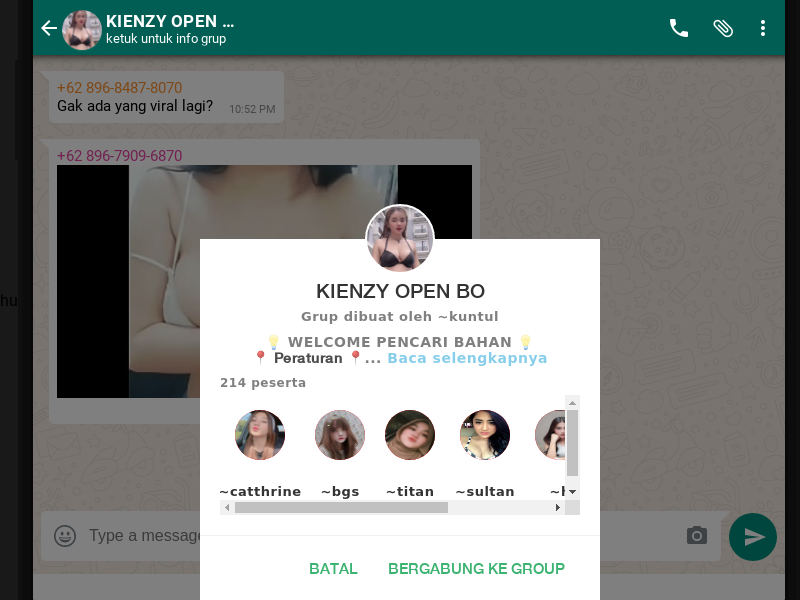 KIENZY OPEN ...
ketuk untuk info grup
+62 896-8487-8070
Gak ada yang viral lagi?
10:52 PM
+62 896-7909-6870
hu
KIENZY OPEN BO
Grup dibuat oleh ~kuntul
💡 WELCOME PENCARI BAHAN 💡
📍 Peraturan 📍... Baca selengkapnya
214 peserta
~catthrine ~bgs ~titan ~sultan
Type a message
BATAL BERGABUNG KE GROUP